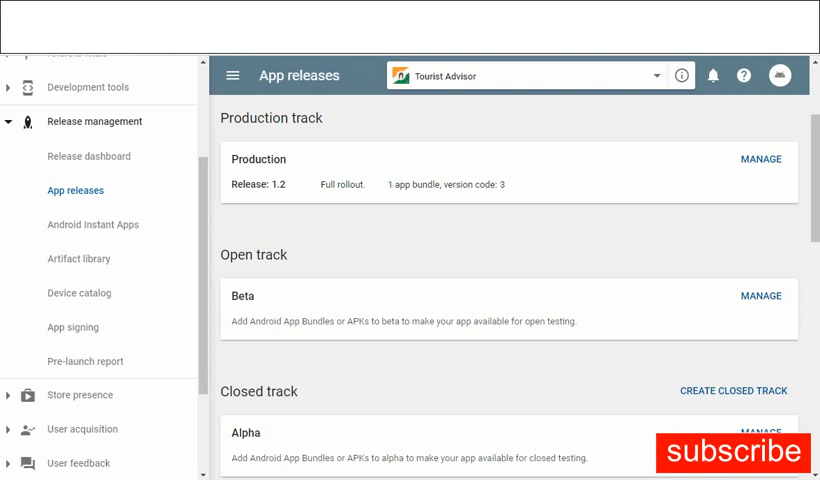 App releases
Tourist Advisor
Development tools
Release management
Release dashboard
App releases
Android Instant Apps
Artifact library
Device catalog
App signing
Pre-launch report
Store presence
User acquisition
User feedback
Production track
Production
MANAGE
Release: 1.2 Full rollout. 1 app bundle, version code: 3
Open track
Beta
MANAGE
Add Android App Bundles or APKs to beta to make your app available for open testing.
Closed track
CREATE CLOSED TRACK
Alpha
MANAGE
Add Android App Bundles or APKs to alpha to make your app available for closed testing.
subscribe